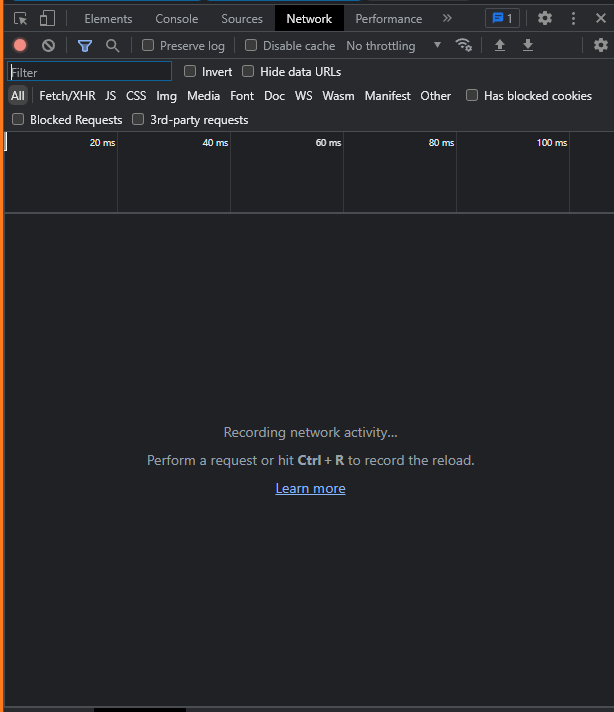 Elements Console Sources Network Performance » 1
Preserve log Disable cache No throttling
Filter Invert Hide data URLs
All Fetch/XHR JS CSS Img Media Font Doc WS Wasm Manifest Other Has blocked cookies
Blocked Requests 3rd-party requests
20 ms 40 ms 60 ms 80 ms 100 ms
Recording network activity...
Perform a request or hit Ctrl + R to record the reload.
Learn more